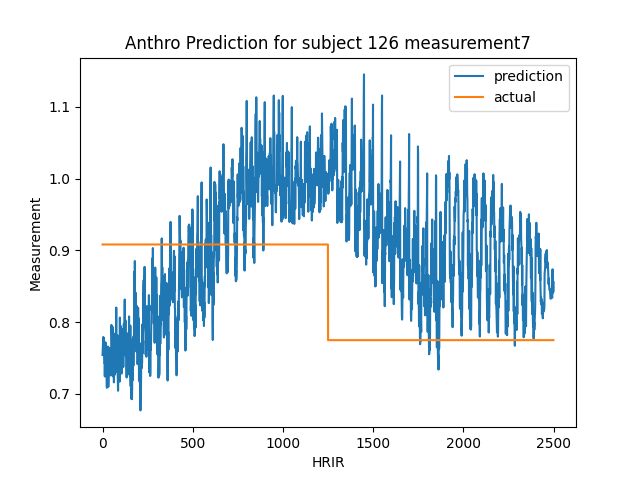 Anthro Prediction for subject 126 measurement7
prediction
actual
1.1
1.0
0.9
0.8
0.7
Measurement
0 500 1000 1500 2000 2500
HRIR